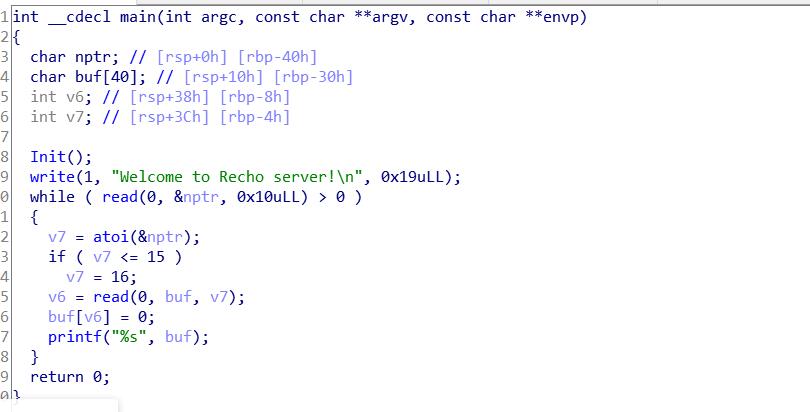 1 int __cdecl main(int argc, const char **argv, const char **envp)
2 {
3   char nptr; // [rsp+0h] [rbp-40h]
4   char buf[40]; // [rsp+10h] [rbp-30h]
5   int v6; // [rsp+38h] [rbp-8h]
6   int v7; // [rsp+3Ch] [rbp-4h]
7
8   Init();
9   write(1, "Welcome to Recho server!\n", 0x19uLL);
0   while ( read(0, &nptr, 0x10uLL) > 0 )
1   {
2     v7 = atoi(&nptr);
3     if ( v7 <= 15 )
4       v7 = 16;
5     v6 = read(0, buf, v7);
6     buf[v6] = 0;
7     printf("%s", buf);
8   }
9   return 0;
0 }